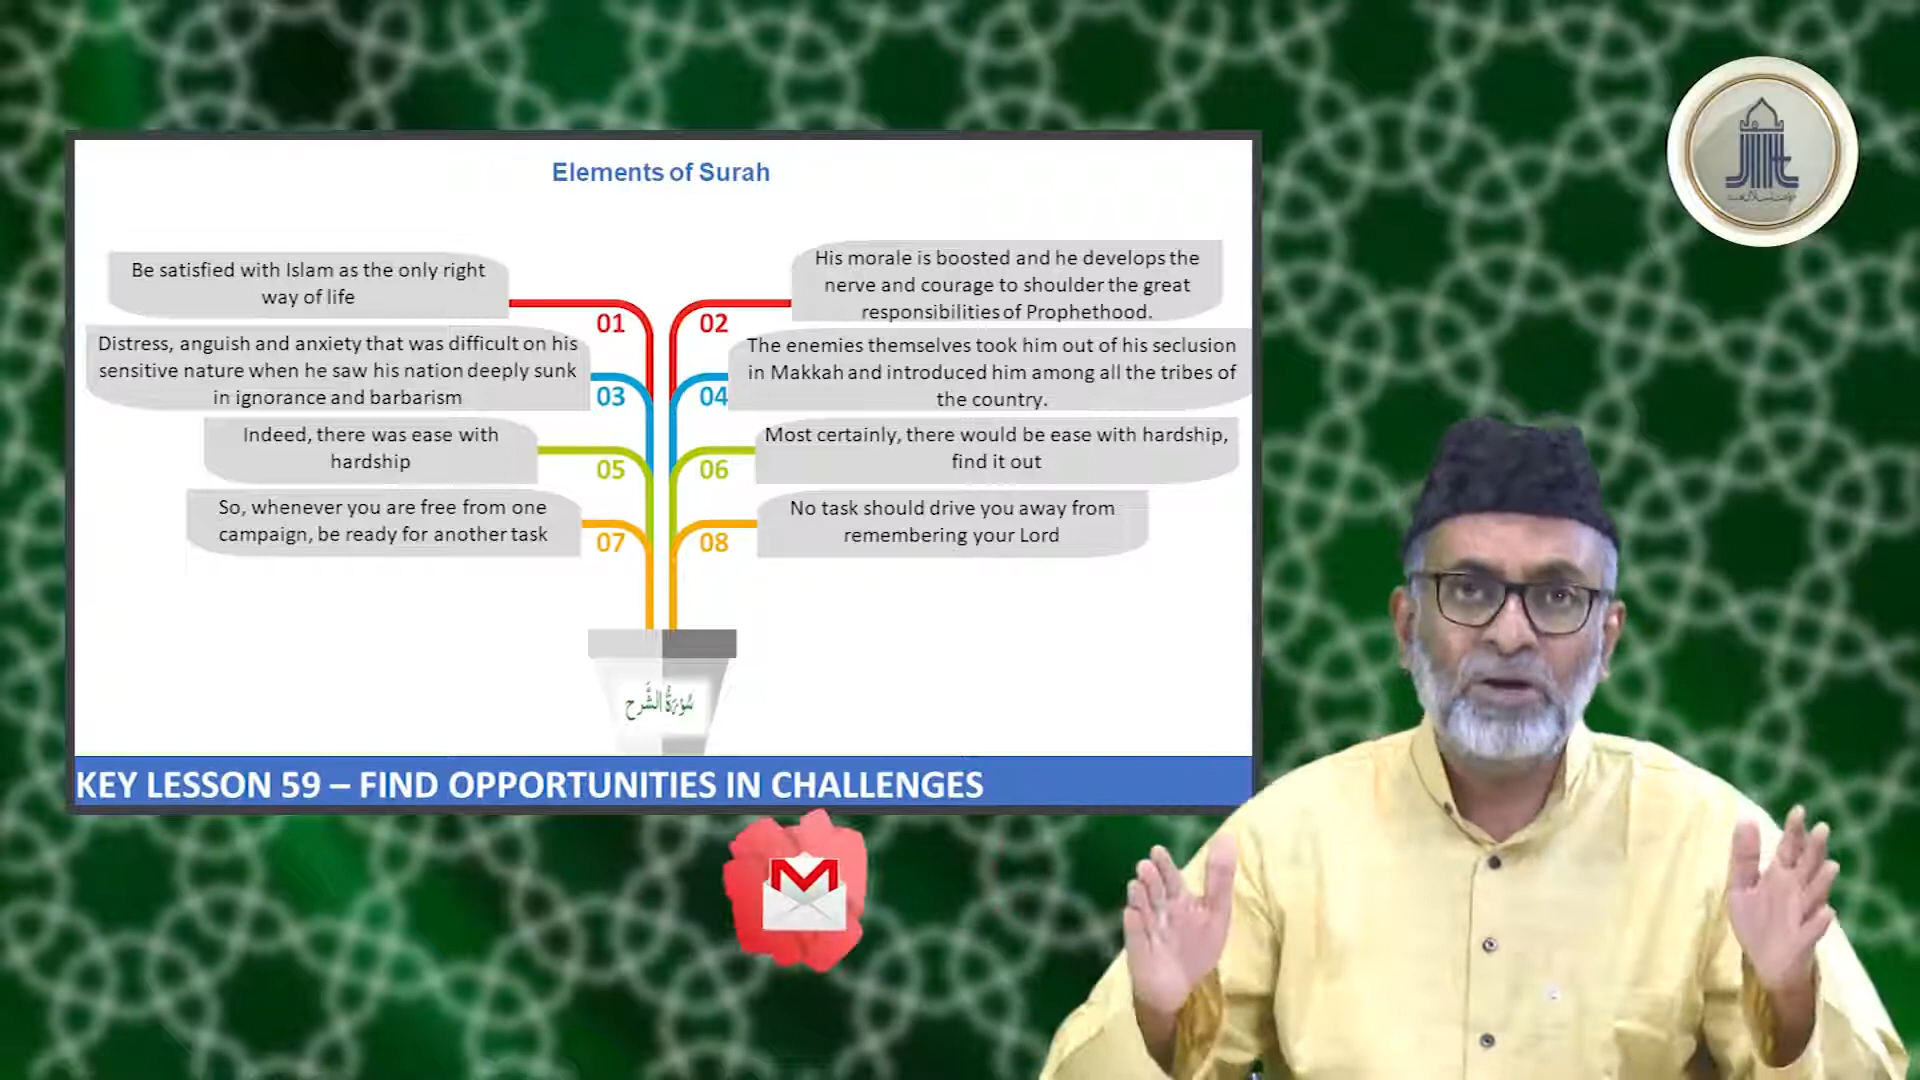 Elements of Surah
Be satisfied with Islam as the only right
way of life
01
His morale is boosted and he develops the
nerve and courage to shoulder the great
responsibilities of Prophethood.
02
Distress, anguish and anxiety that was difficult on his
sensitive nature when he saw his nation deeply sunk
in ignorance and barbarism
03
The enemies themselves took him out of his seclusion
in Makkah and introduced him among all the tribes of
the country.
04
Indeed, there was ease with
hardship
05
Most certainly, there would be ease with hardship,
find it out
06
So, whenever you are free from one
campaign, be ready for another task
07
No task should drive you away from
remembering your Lord
08
سُوْرَةُ الشَّرح
KEY LESSON 59 – FIND OPPORTUNITIES IN CHALLENGES